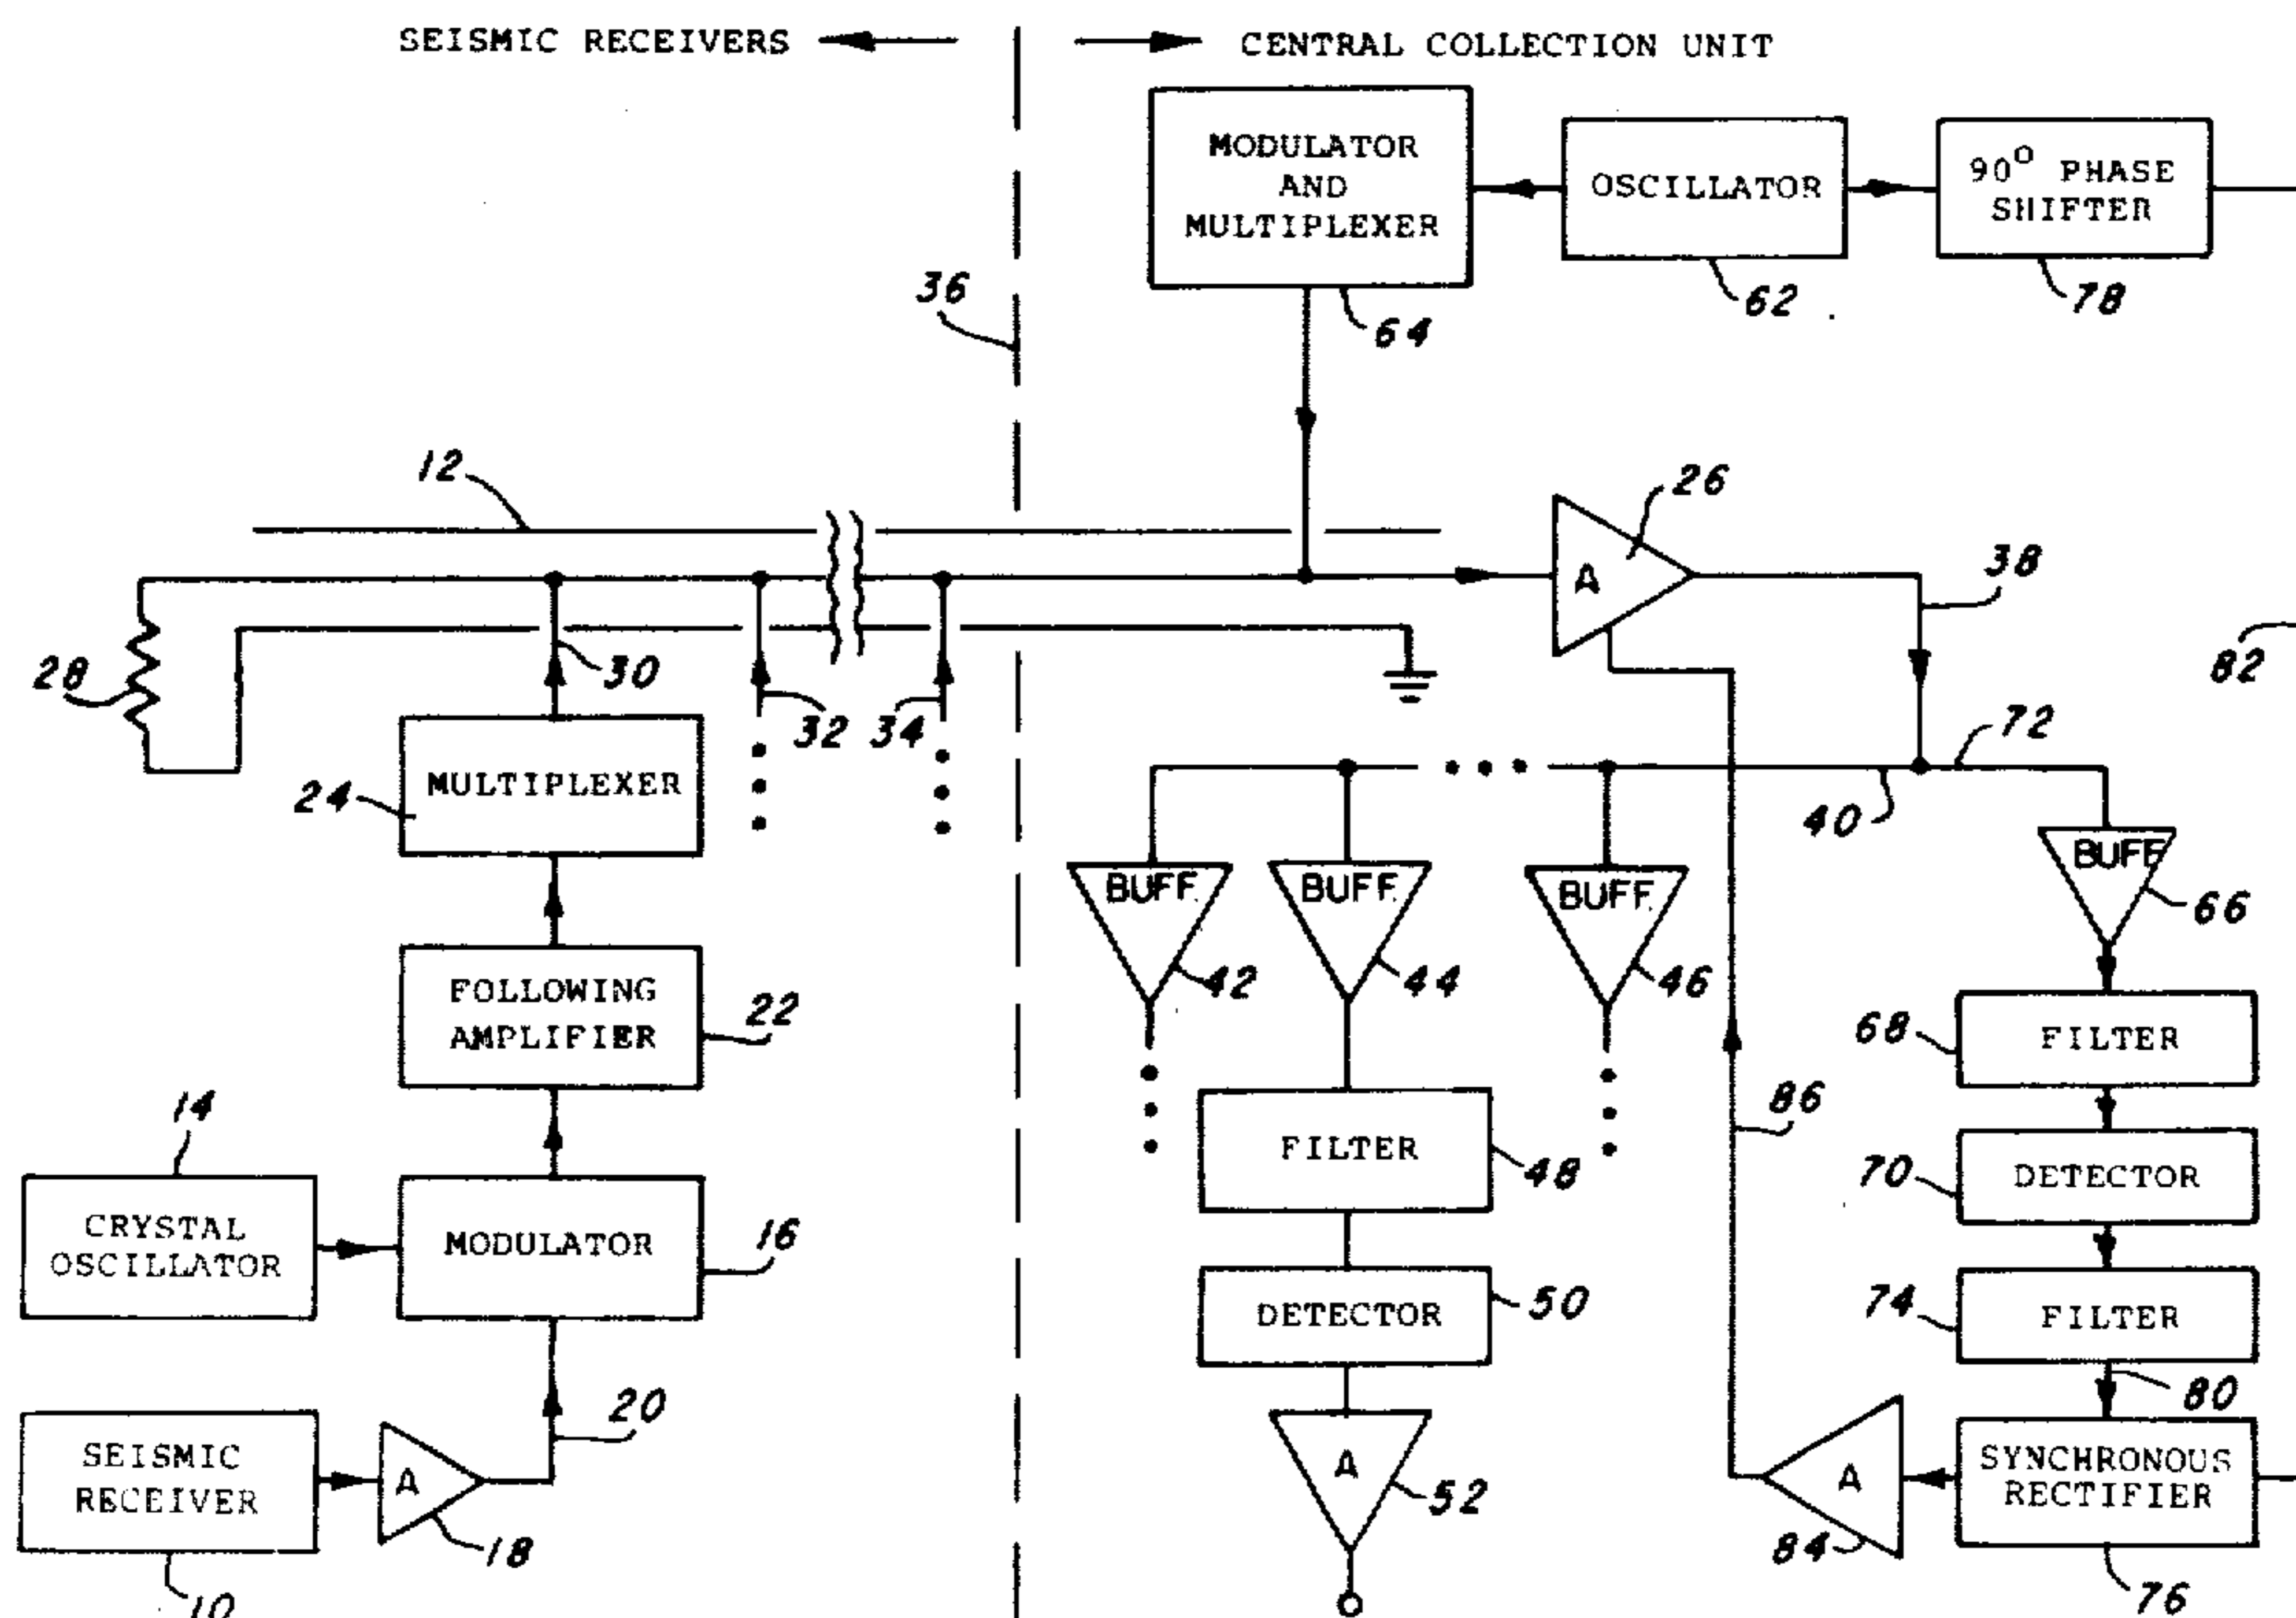 SEISMIC RECEIVERS
CENTRAL COLLECTION UNIT
MODULATOR
AND
MULTIPLEXER
64
OSCILLATOR
62
90° PHASE
SHIFTER
78
36
12
26
A
38
82
28
30
32
34
72
40
MULTIPLEXER
24
BUFF
42
BUFF
44
BUFF
46
BUFF
66
FOLLOWING
AMPLIFIER
22
FILTER
68
86
14
CRYSTAL
OSCILLATOR
MODULATOR
16
FILTER
48
DETECTOR
70
DETECTOR
50
FILTER
74
80
20
SEISMIC
RECEIVER
10
A
18
A
52
A
84
SYNCHRONOUS
RECTIFIER
76